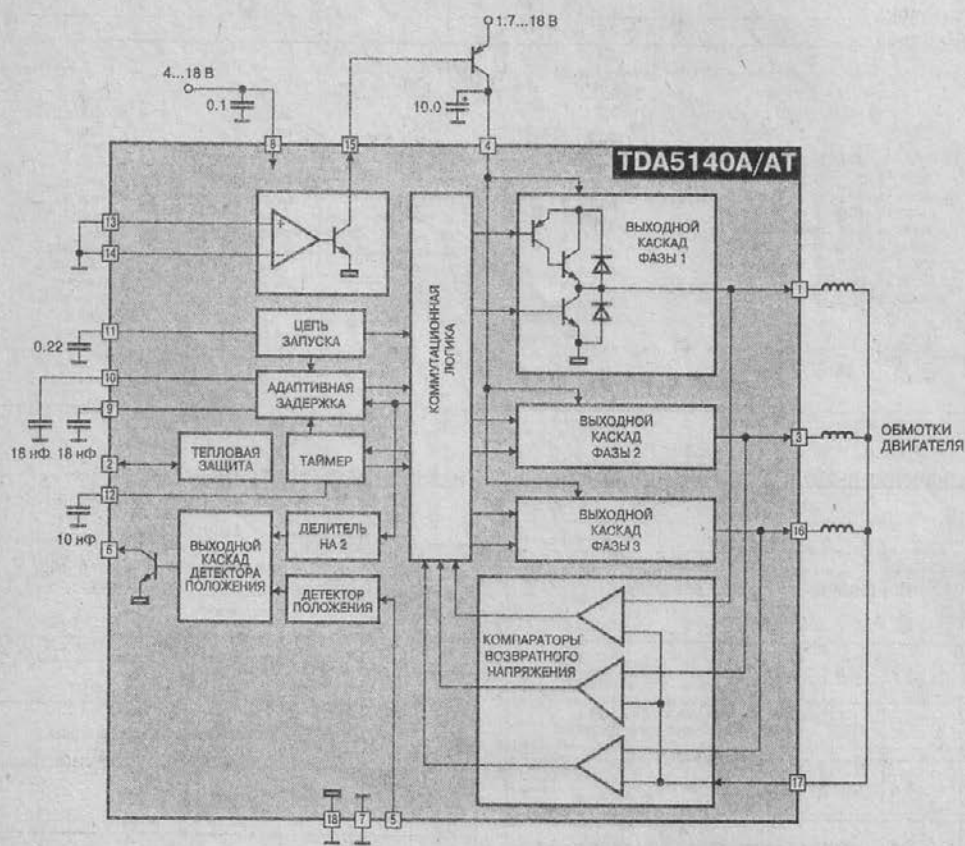 1.7...18 В
4...18 В
0.1
10.0
8
15
4
TDA5140A/AT
13
14
+
−
ВЫХОДНОЙ
КАСКАД
ФАЗЫ 1
1
11
0.22
ЦЕПЬ
ЗАПУСКА
КОММУТАЦИОННАЯ
ЛОГИКА
10
АДАПТИВНАЯ
ЗАДЕРЖКА
9
18 нФ
18 нФ
ВЫХОДНОЙ
КАСКАД
ФАЗЫ 2
3
ОБМОТКИ
ДВИГАТЕЛЯ
2
ТЕПЛОВАЯ
ЗАЩИТА
ТАЙМЕР
12
10 нФ
ВЫХОДНОЙ
КАСКАД
ФАЗЫ 3
16
6
ВЫХОДНОЙ
КАСКАД
ДЕТЕКТОРА
ПОЛОЖЕНИЯ
ДЕЛИТЕЛЬ
НА 2
ДЕТЕКТОР
ПОЛОЖЕНИЯ
КОМПАРАТОРЫ
ВОЗВРАТНОГО
НАПРЯЖЕНИЯ
17
18
7
5